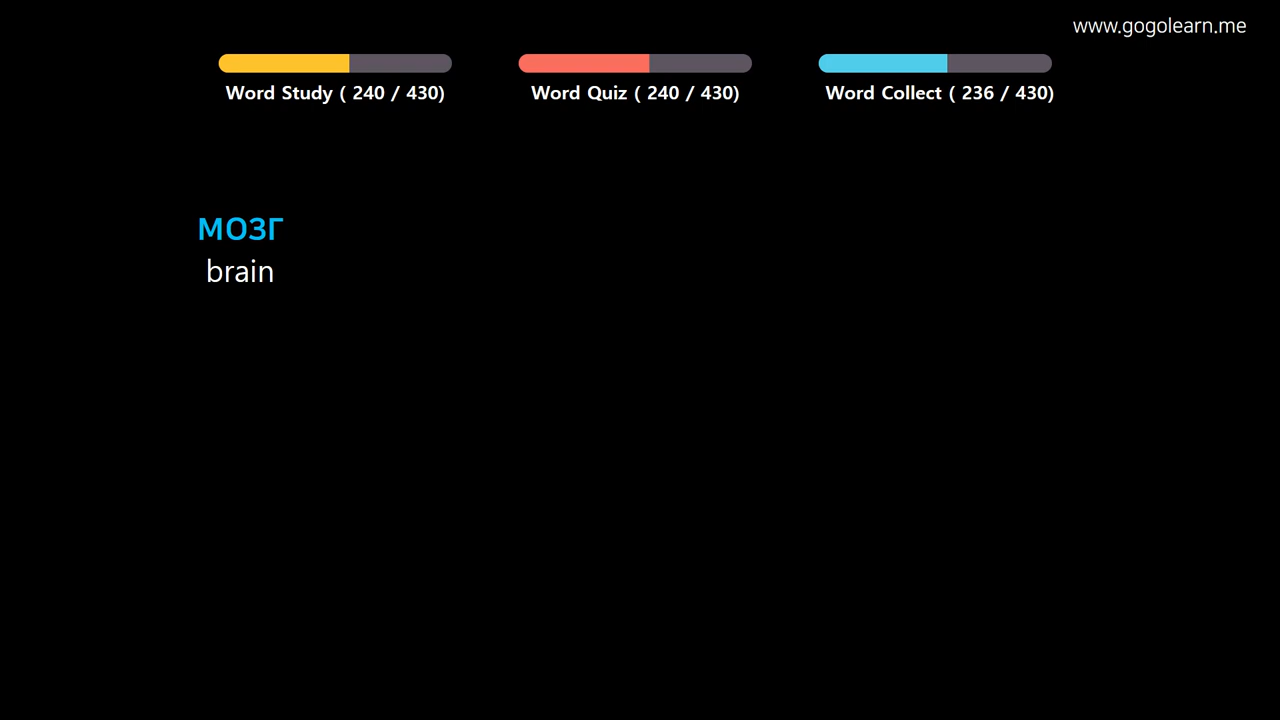 www.gogolearn.me
Word Study ( 240 / 430)
Word Quiz ( 240 / 430)
Word Collect ( 236 / 430)
мозг
brain